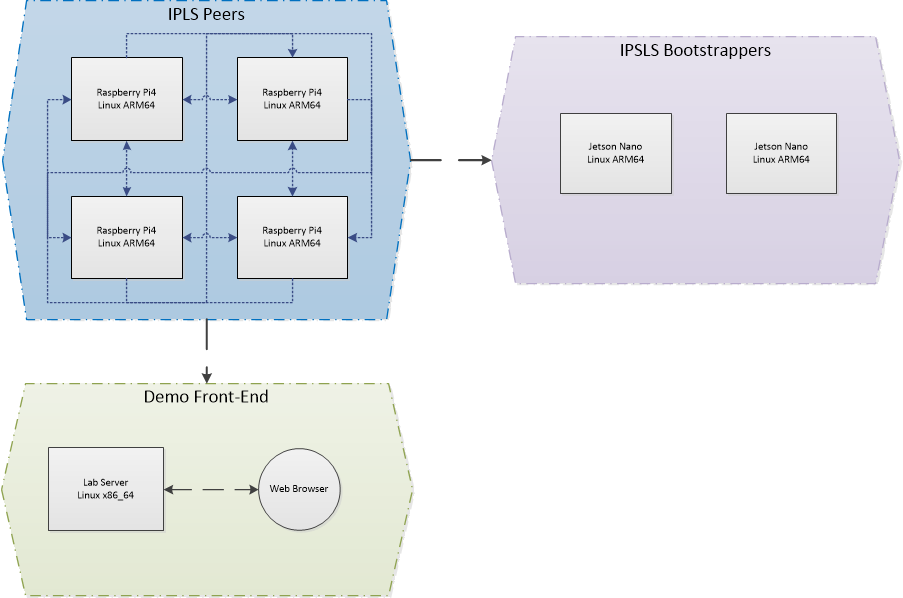 IPLS Peers
Raspberry Pi4
Linux ARM64
Raspberry Pi4
Linux ARM64
Raspberry Pi4
Linux ARM64
Raspberry Pi4
Linux ARM64
IPSLS Bootstrappers
Jetson Nano
Linux ARM64
Jetson Nano
Linux ARM64
Demo Front-End
Lab Server
Linux x86_64
Web Browser